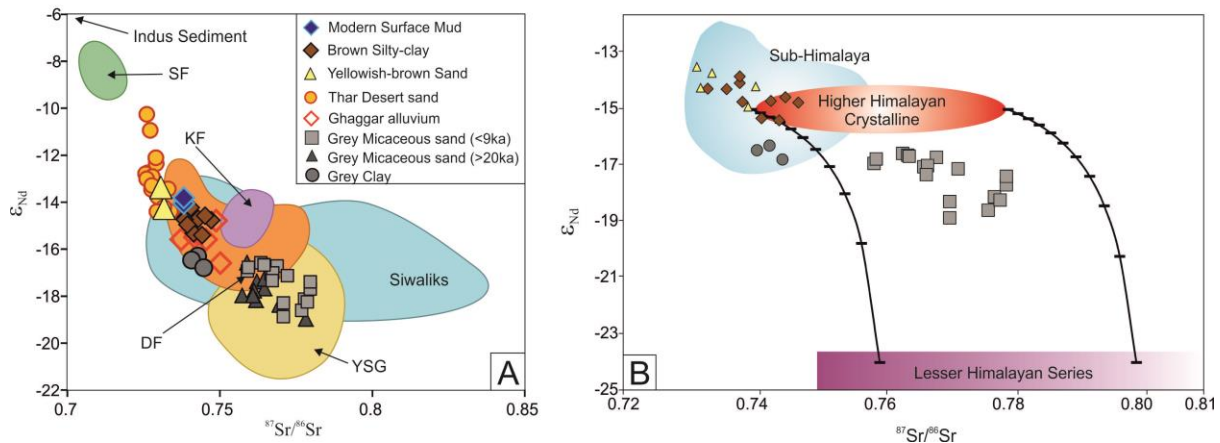 -6
-8
-10
-12
-14
-16
-18
-20
-22
εNd
0.7
0.75
0.8
0.85
⁸⁷Sr/⁸⁶Sr
Indus Sediment
SF
KF
DF
YSG
Siwaliks
A
Modern Surface Mud
Brown Silty-clay
Yellowish-brown Sand
Thar Desert sand
Ghaggar alluvium
Grey Micaceous sand (<9ka)
Grey Micaceous sand (>20ka)
Grey Clay
-13
-15
-17
-19
-21
-25
εNd
0.72
0.74
0.76
0.78
0.80
0.81
⁸⁷Sr/⁸⁶Sr
Sub-Himalaya
Higher Himalayan
Crystalline
Lesser Himalayan Series
B